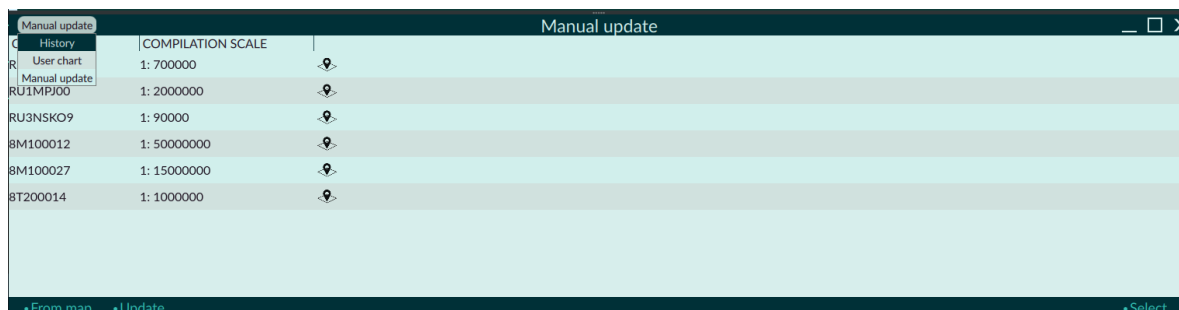 Manual update Manual update
History COMPILATION SCALE
User chart
1: 700000
Manual update
RU1MPJ00 1: 2000000
RU3NSKO9 1: 90000
8M100012 1: 50000000
8M100027 1: 15000000
8T200014 1: 1000000
•From map •Update •Select